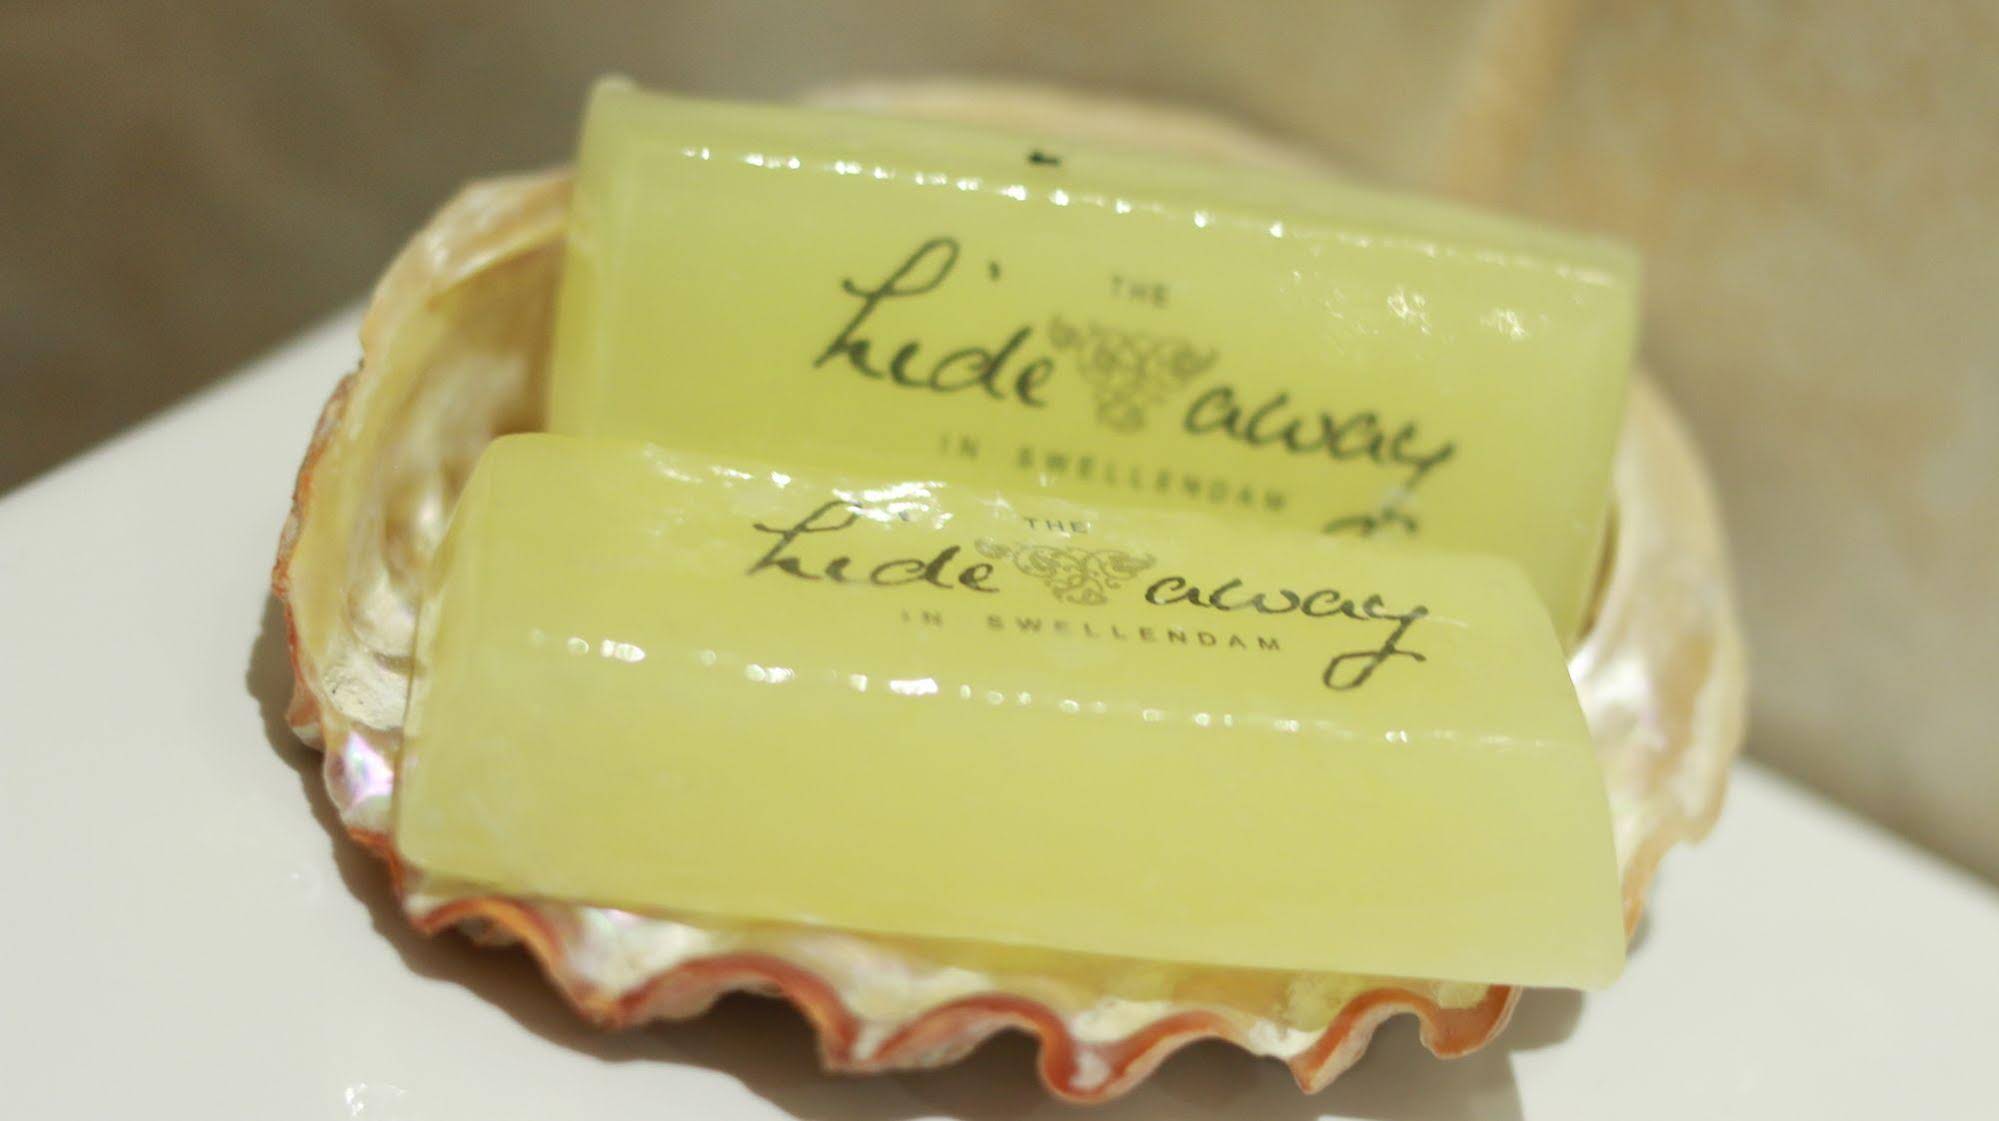 THE
hide away
IN SWELLENDAM
THE
hide away
IN SWELLENDAM